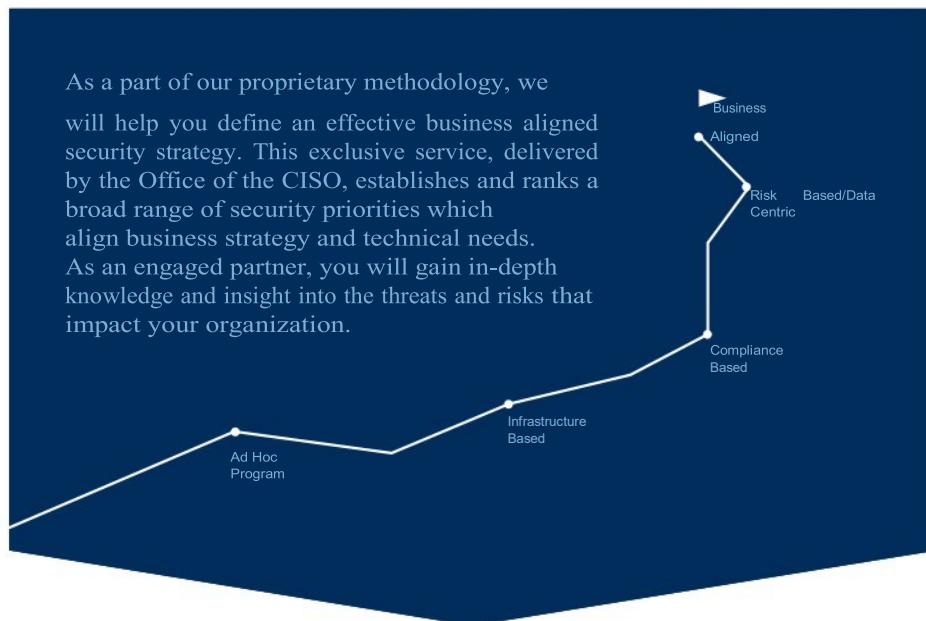 As a part of our proprietary methodology, we
will help you define an effective business aligned
security strategy. This exclusive service, delivered
by the Office of the CISO, establishes and ranks a
broad range of security priorities which
align business strategy and technical needs.
As an engaged partner, you will gain in-depth
knowledge and insight into the threats and risks that
impact your organization.
Business
Aligned
Risk Based/Data
Centric
Compliance
Based
Infrastructure
Based
Ad Hoc
Program